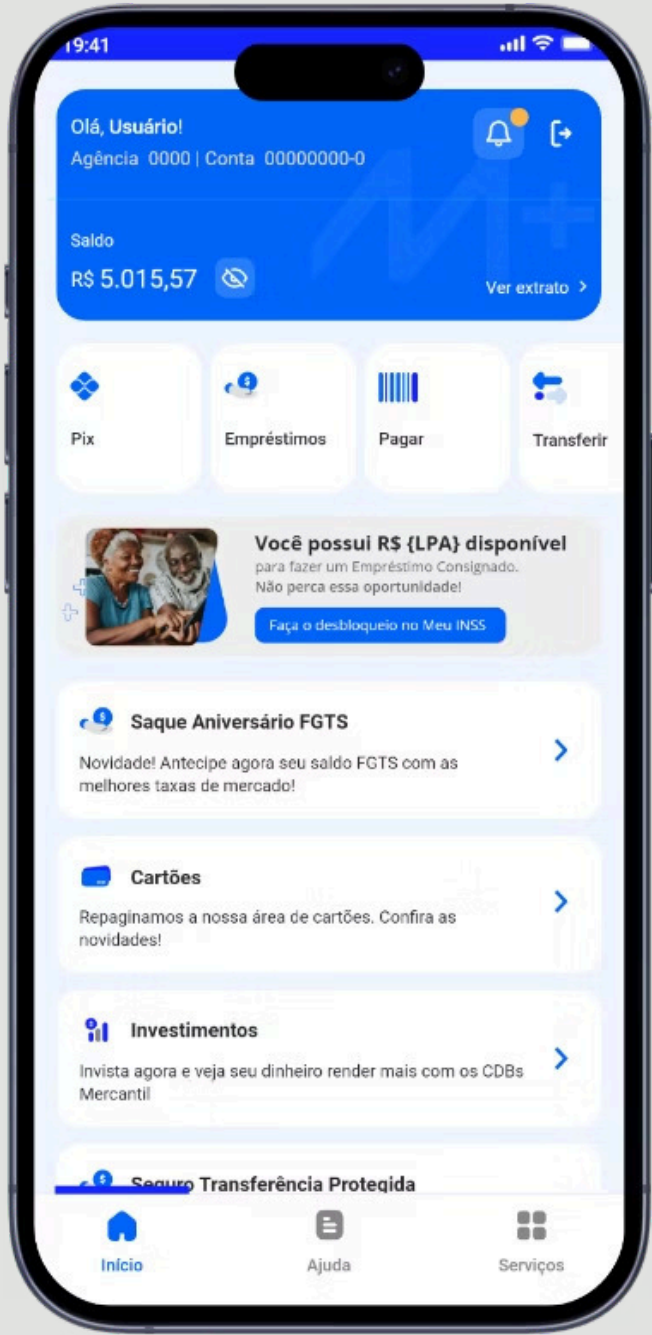 19:41
Olá, Usuário!
Agência 0000 | Conta 00000000-0
M+
Saldo
R$ 5.015,57
Ver extrato >
Pix
Empréstimos
Pagar
Transferir
Você possui R$ {LPA} disponível
para fazer um Empréstimo Consignado.
Não perca essa oportunidade!
Faça o desbloqueio no Meu INSS
Saque Aniversário FGTS
Novidade! Antecipe agora seu saldo FGTS com as
melhores taxas de mercado!
Cartões
Repaginamos a nossa área de cartões. Confira as
novidades!
Investimentos
Invista agora e veja seu dinheiro render mais com os CDBs
Mercantil
Seguro Transferência Protegida
Início
Ajuda
Serviços